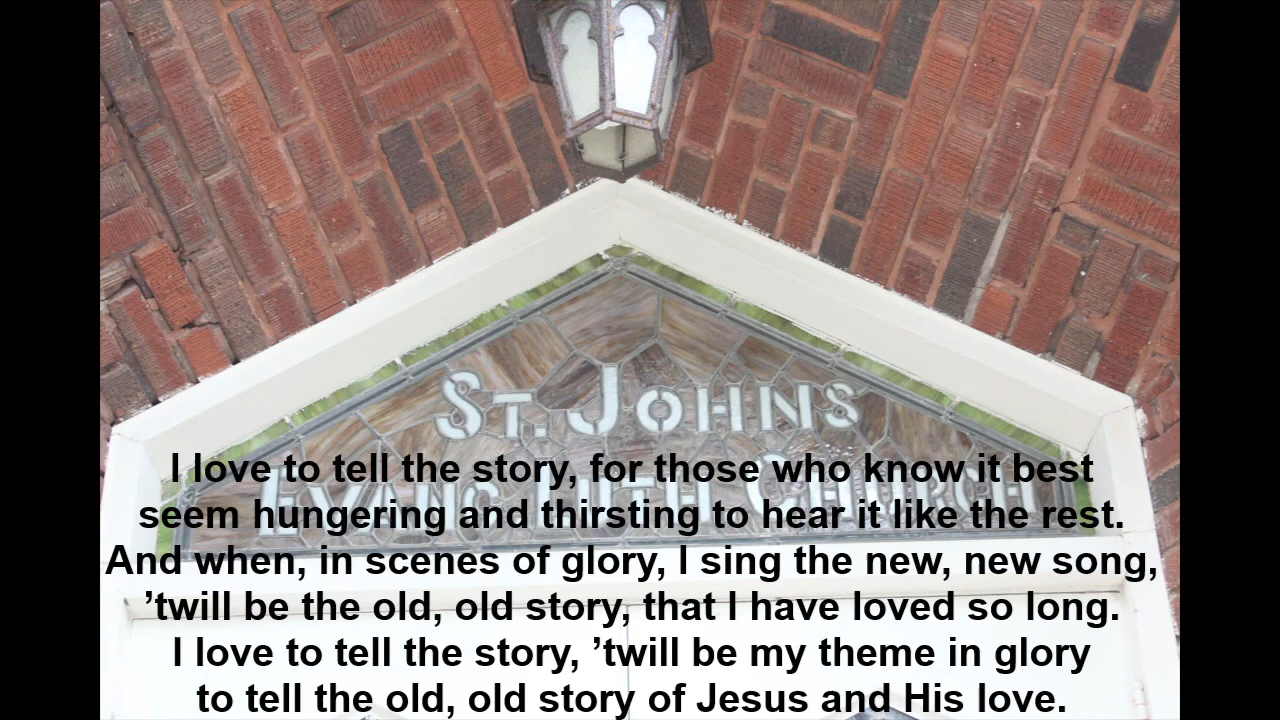 St. Johns
Evang Luth Church
I love to tell the story, for those who know it best
seem hungering and thirsting to hear it like the rest.
And when, in scenes of glory, I sing the new, new song,
’twill be the old, old story, that I have loved so long.
I love to tell the story, ’twill be my theme in glory
to tell the old, old story of Jesus and His love.